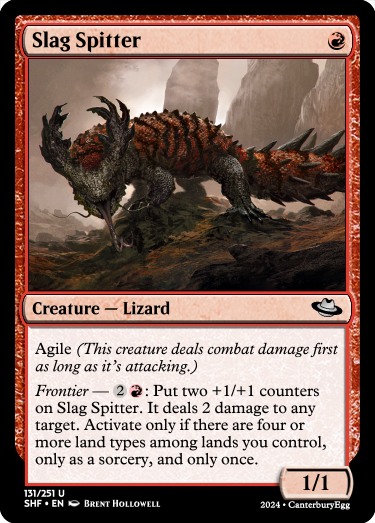 Slag Spitter
Creature — Lizard
Agile (This creature deals combat damage first
as long as it's attacking.)
Frontier — 2R: Put two +1/+1 counters
on Slag Spitter. It deals 2 damage to any
target. Activate only if there are four or
more land types among lands you control,
only as a sorcery, and only once.
1/1
131/251 U
SHF • EN Brent Hollowell
2024 • CanterburyEgg